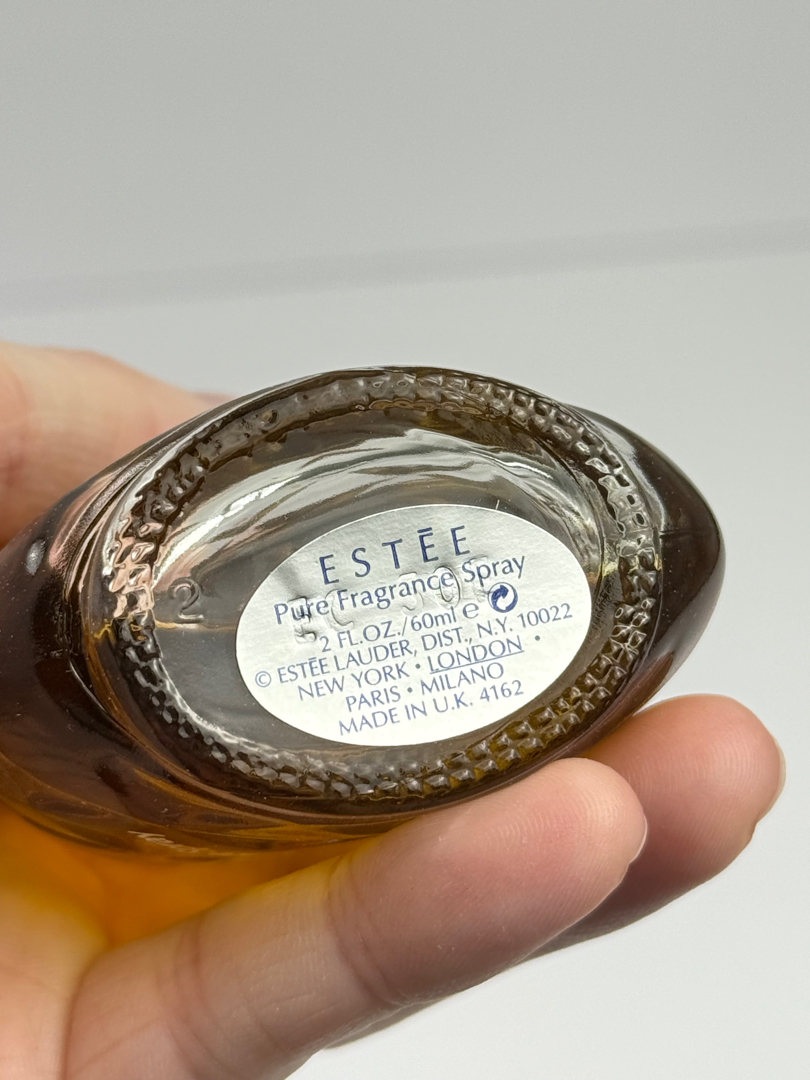 ESTĒE
Pure Fragrance Spray
2 FL.OZ./60ml e
© ESTĒE LAUDER, DIST., N.Y. 10022
NEW YORK • LONDON •
PARIS • MILANO
MADE IN U.K. 4162
2